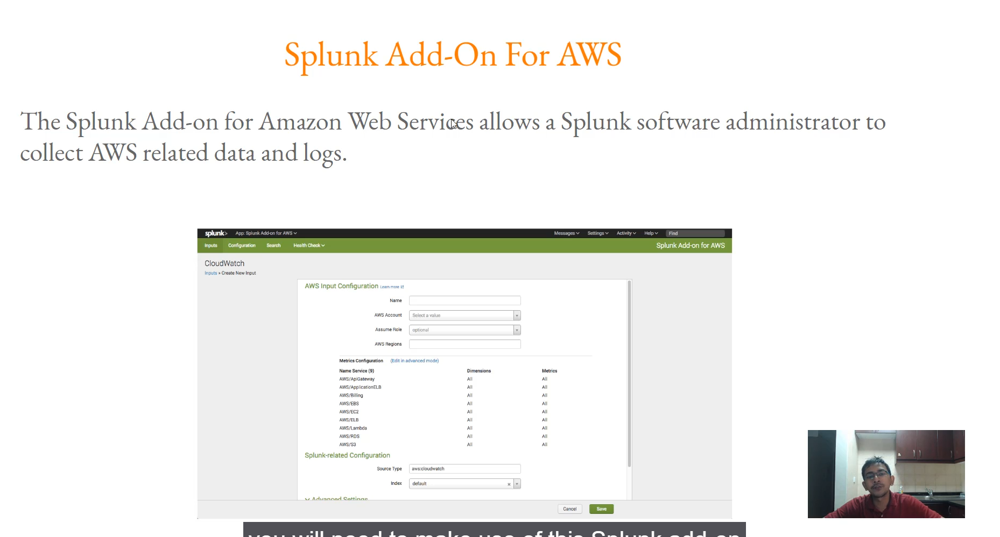 Splunk Add-On For AWS
The Splunk Add-on for Amazon Web Services allows a Splunk software administrator to
collect AWS related data and logs.
splunk> App: Splunk Add-on for AWS Messages Settings Activity Help Find
Inputs Configuration Search Health Check Splunk Add-on for AWS
CloudWatch
Inputs » Create New Input
AWS Input Configuration Learn more
Name
AWS Account Select a value
Assume Role optional
AWS Regions
Metrics Configuration (Edit in advanced mode)
Name Service (9) Dimensions Metrics
AWS/ApiGateway All All
AWS/ApplicationELB All All
AWS/Billing All All
AWS/EBS All All
AWS/EC2 All All
AWS/ELB All All
AWS/Lambda All All
AWS/RDS All All
AWS/S3 All All
Splunk-related Configuration
Source Type aws:cloudwatch
Index default
Advanced Settings
Cancel Save
you will need to make use of this Splunk add-on